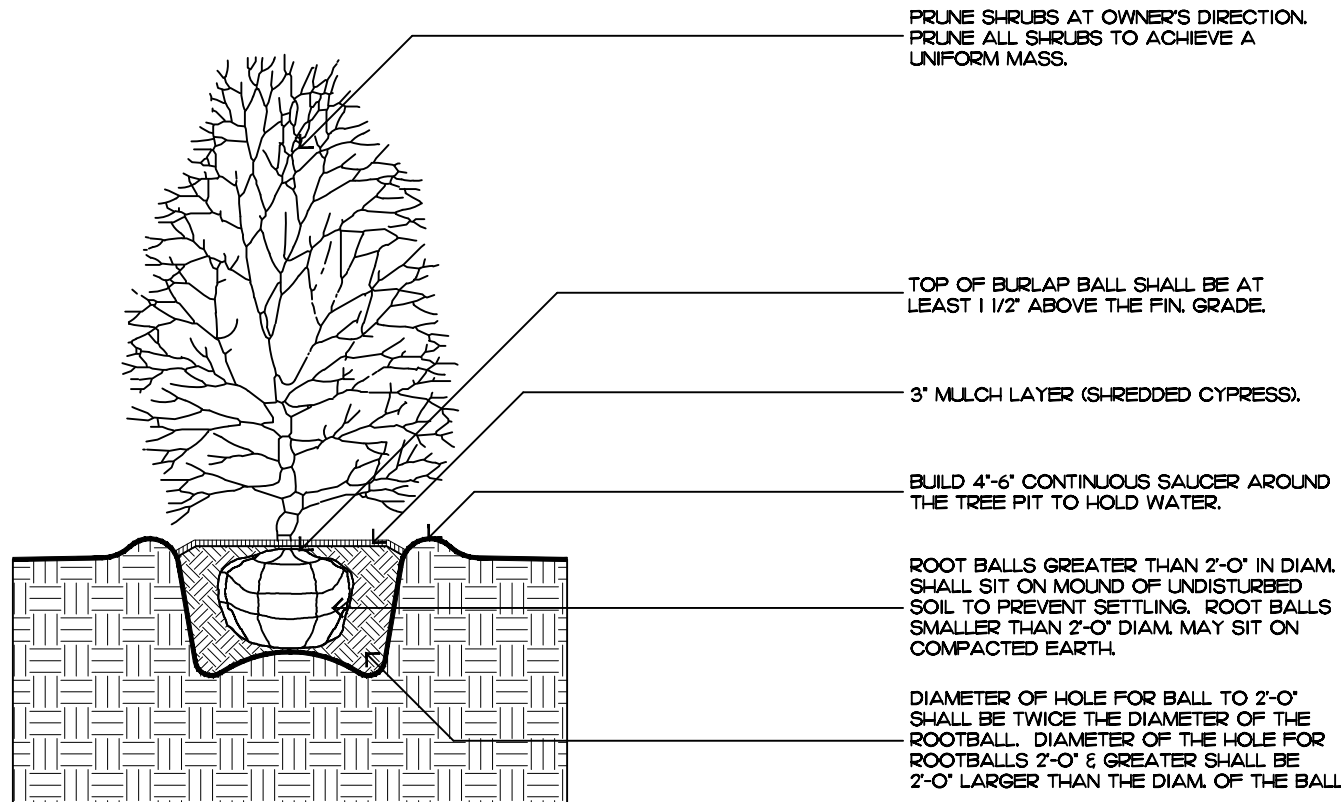 PRUNE SHRUBS AT OWNER'S DIRECTION.
PRUNE ALL SHRUBS TO ACHIEVE A
UNIFORM MASS.
TOP OF BURLAP BALL SHALL BE AT
LEAST 1 1/2" ABOVE THE FIN. GRADE.
3" MULCH LAYER (SHREDDED CYPRESS).
BUILD 4"-6" CONTINUOUS SAUCER AROUND
THE TREE PIT TO HOLD WATER.
ROOT BALLS GREATER THAN 2'-0" IN DIAM.
SHALL SIT ON MOUND OF UNDISTURBED
SOIL TO PREVENT SETTLING. ROOT BALLS
SMALLER THAN 2'-0" DIAM. MAY SIT ON
COMPACTED EARTH.
DIAMETER OF HOLE FOR BALL TO 2'-0"
SHALL BE TWICE THE DIAMETER OF THE
ROOTBALL. DIAMETER OF THE HOLE FOR
ROOTBALLS 2'-0" & GREATER SHALL BE
2'-0" LARGER THAN THE DIAM. OF THE BALL